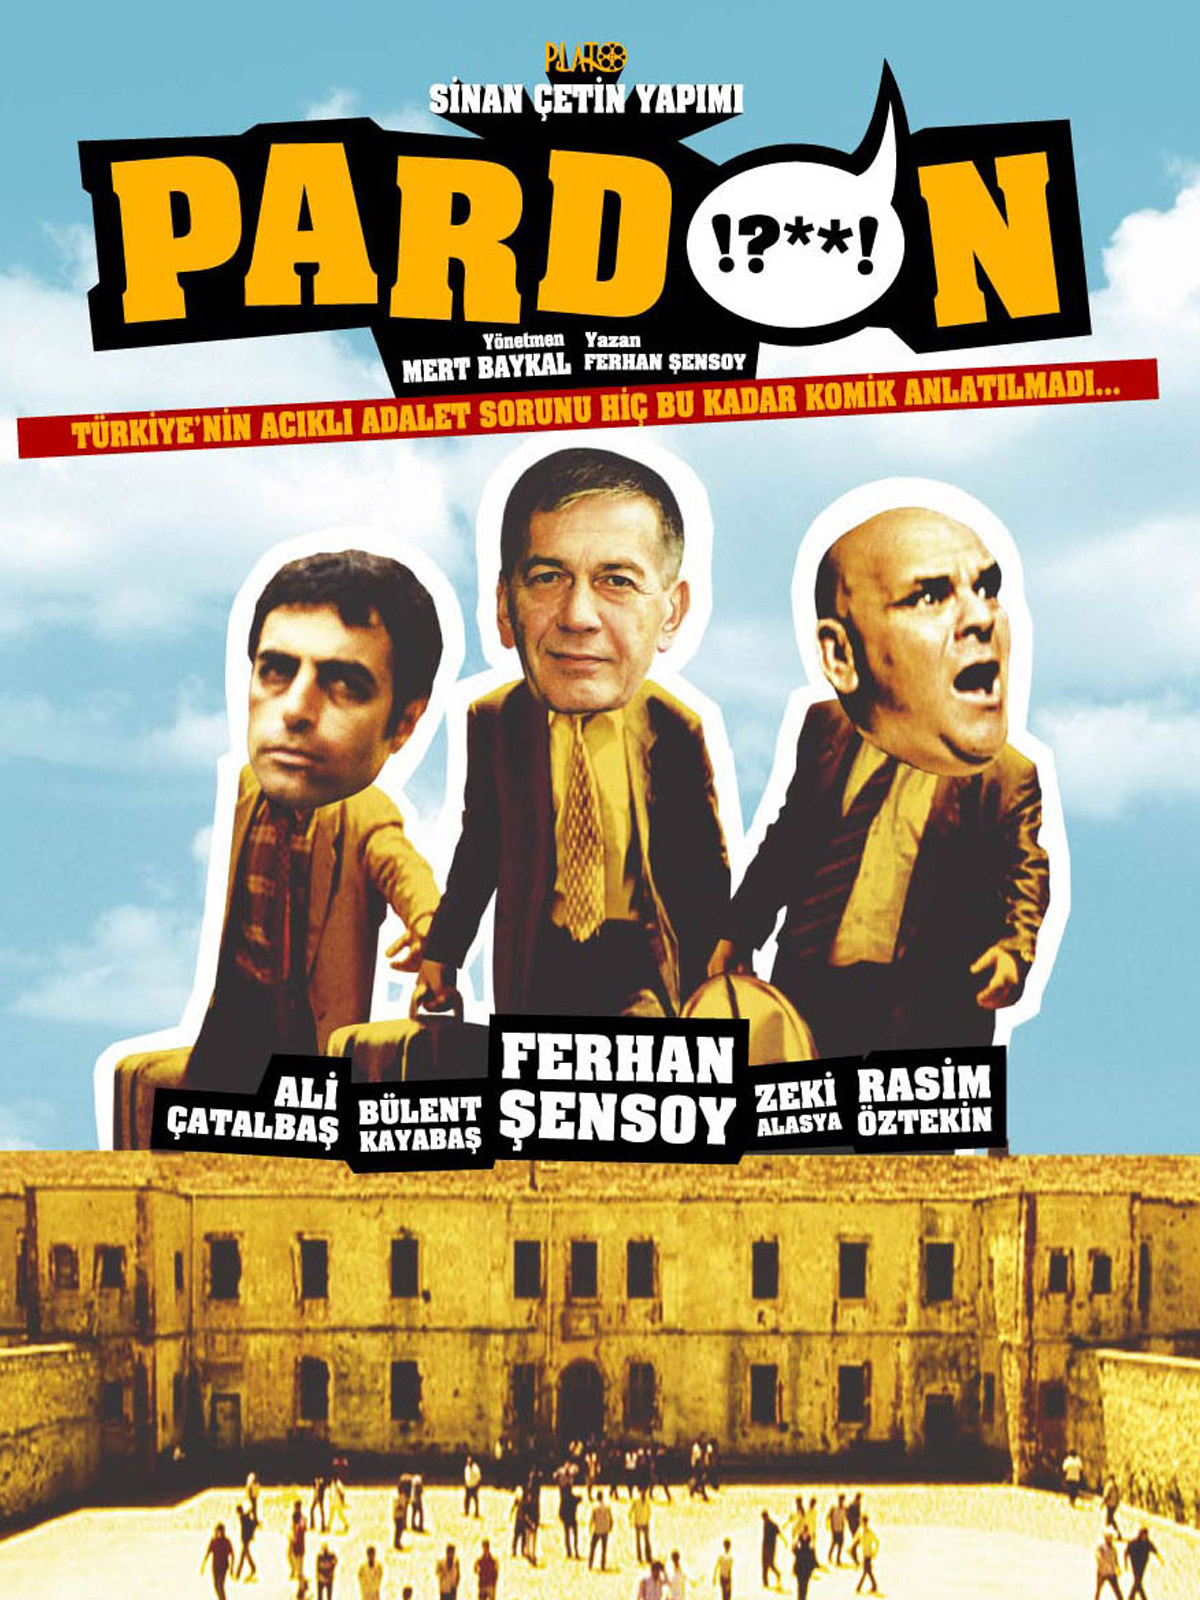 PLATO
SİNAN ÇETİN YAPIMI
PARDON
!?**!
Yönetmen Yazan
MERT BAYKAL FERHAN ŞENSOY
TÜRKİYE'NİN ACIKLI ADALET SORUNU HİÇ BU KADAR KOMİK ANLATILMADI...
ALİ
ÇATALBAŞ
BÜLENT
KAYABAŞ
FERHAN
ŞENSOY
ZEKİ
ALASYA
RASİM
ÖZTEKİN